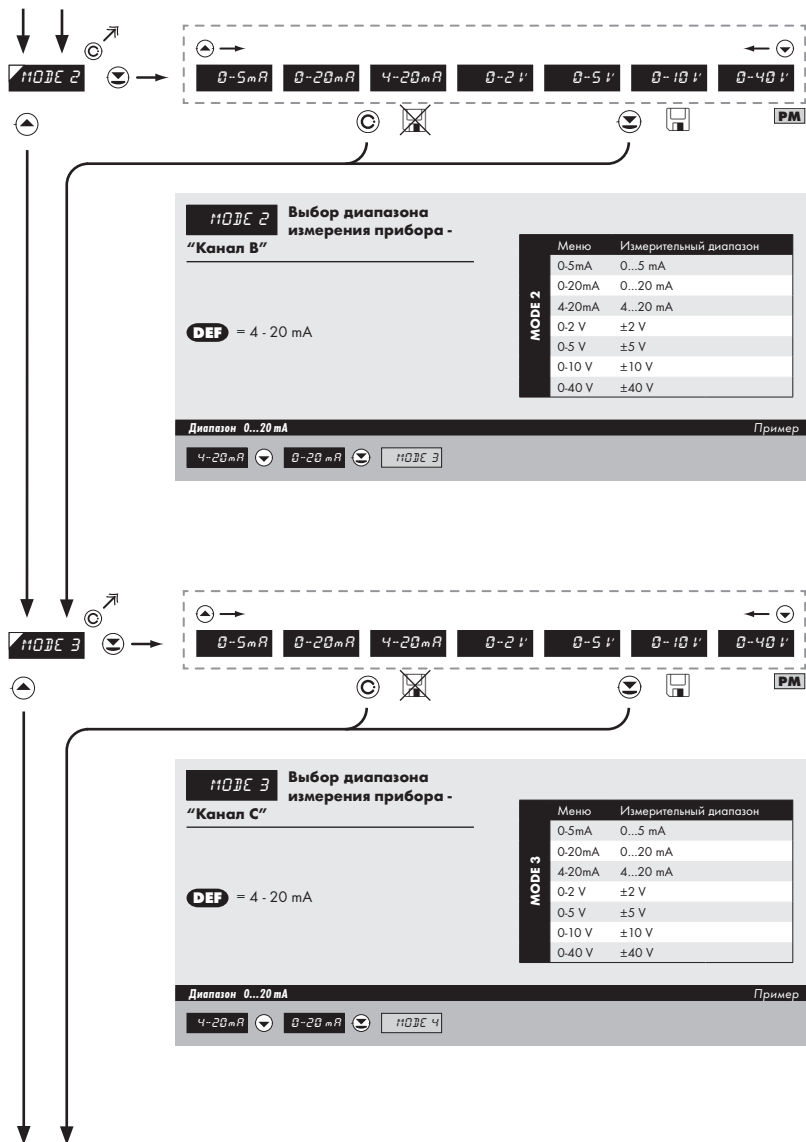 MODE 2
0-5mA 0-20mA 4-20mA 0-2 V 0-5 V 0-10 V 0-40 V
C
C
PM
MODE 2 Выбор диапазона
измерения прибора -
“Канал B”
DEF = 4 - 20 mA
MODE 2
Меню Измерительный диапазон
0-5mA 0...5 mA
0-20mA 0...20 mA
4-20mA 4...20 mA
0-2 V ±2 V
0-5 V ±5 V
0-10 V ±10 V
0-40 V ±40 V
Диапазон 0...20 mA Пример
4-20mA 0-20 mA MODE 3
C
MODE 3
0-5mA 0-20mA 4-20mA 0-2 V 0-5 V 0-10 V 0-40 V
C
PM
MODE 3 Выбор диапазона
измерения прибора -
“Канал C”
DEF = 4 - 20 mA
MODE 3
Меню Измерительный диапазон
0-5mA 0...5 mA
0-20mA 0...20 mA
4-20mA 4...20 mA
0-2 V ±2 V
0-5 V ±5 V
0-10 V ±10 V
0-40 V ±40 V
Диапазон 0...20 mA Пример
4-20mA 0-20 mA MODE 4